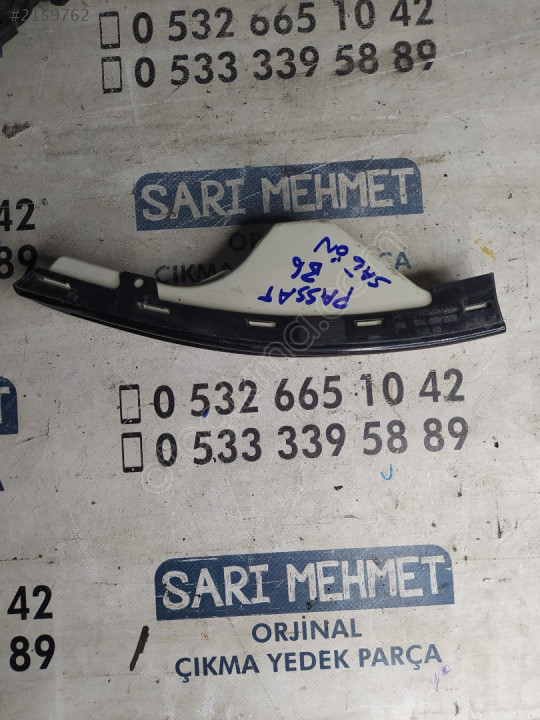 #2159762
0 532 665 10 42
0 533 339 58 89
SARI MEHMET
42
89
ÇIKMA
PARÇA
PASSAT
B6
SAĞ ÖN
0 532 665 10 42
0 533 339 58 89
SARI MEHMET
ORJİNAL
ÇIKMA YEDEK PARÇA
42
89